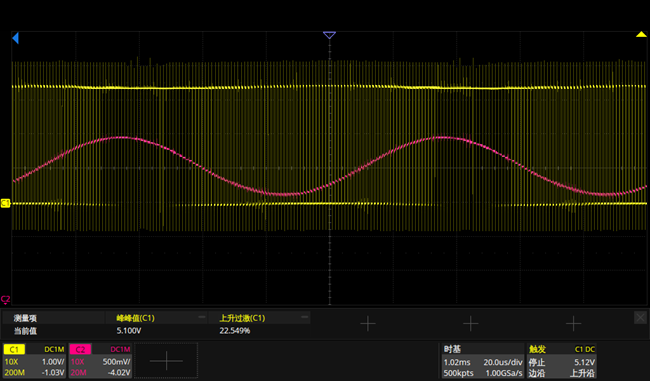 C1
C2
测量项 峰峰值(C1) 上升过激(C1)
当前值 5.100V 22.549%
C1 DC1M C2 DC1M 时基 触发 C1 DC
10X 1.00V/ 10X 500mV/ 1.02ms 20.0us/div 停止 5.12V
200M -1.03V 20M -4.02V 500kpts 1.00GSa/s 边沿 上升沿